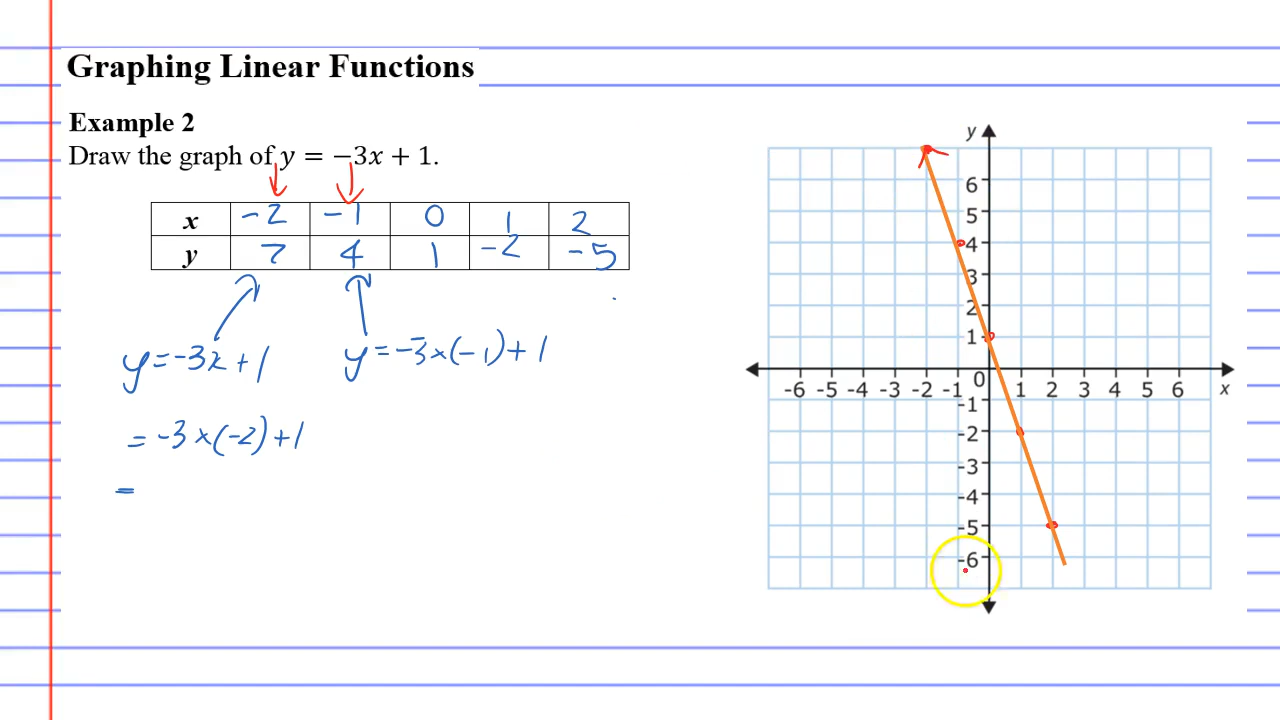 Graphing Linear Functions
Example 2
Draw the graph of y = −3x + 1.
x -2 -1 0 1 2
y 7 4 1 -2 -5
y = -3x + 1
y = -3x(-1) + 1
= -3x(-2) + 1
=
y
6
5
4
3
2
1
0
-6 -5 -4 -3 -2 -1 1 2 3 4 5 6 x
-1
-2
-3
-4
-5
-6